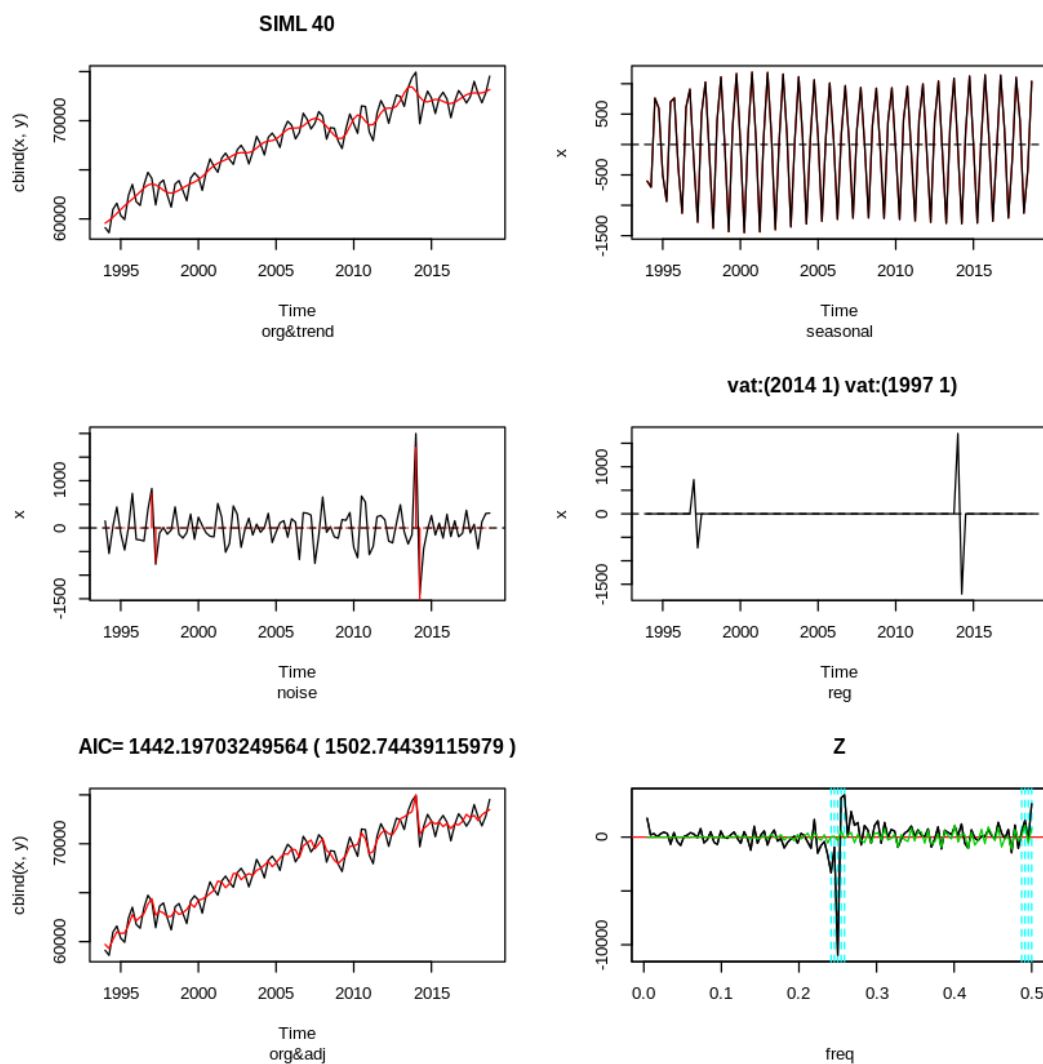 SIML 40
cbind(x, y)
70000
60000
1995 2000 2005 2010 2015
Time
org&trend
x
500
-500
-1500
1995 2000 2005 2010 2015
Time
seasonal
x
1000
0
-1500
1995 2000 2005 2010 2015
Time
noise
vat:(2014 1) vat:(1997 1)
x
1000
0
-1500
1995 2000 2005 2010 2015
Time
reg
AIC= 1442.19703249564 ( 1502.74439115979 )
cbind(x, y)
70000
60000
1995 2000 2005 2010 2015
Time
org&adj
Z
0
-10000
0.0 0.1 0.2 0.3 0.4 0.5
freq